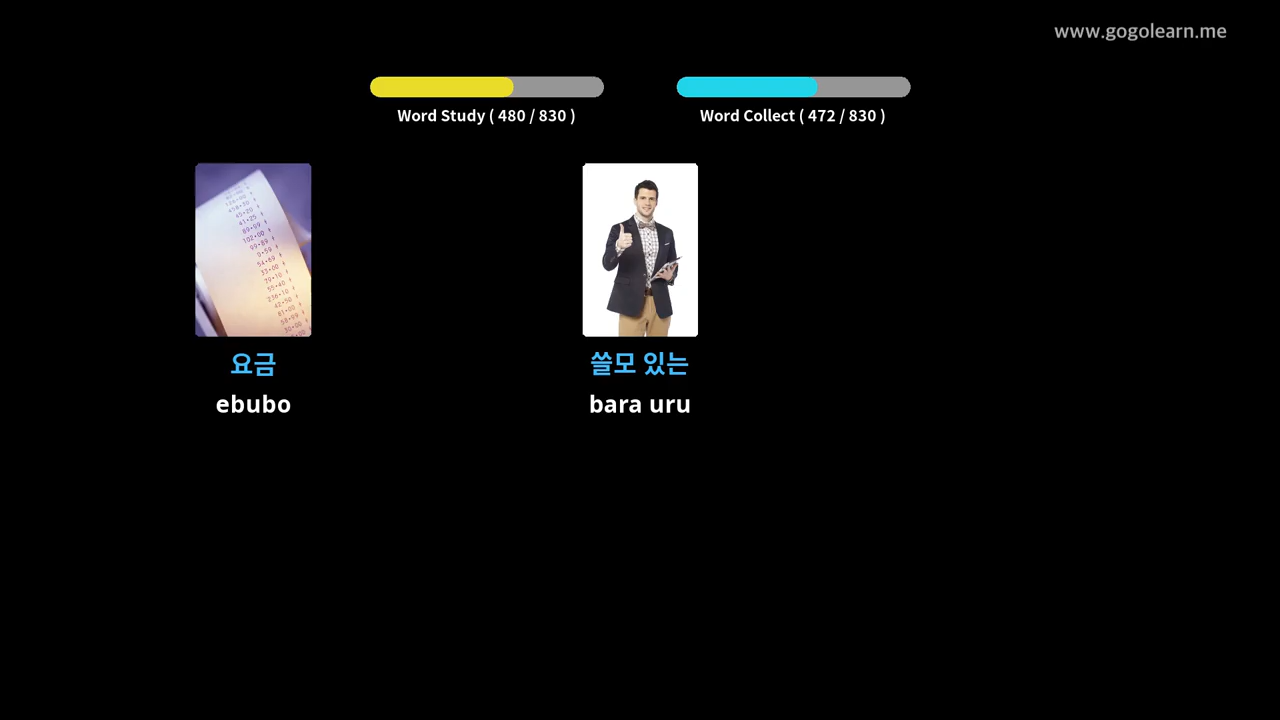 www.gogolearn.me
Word Study ( 480 / 830 )
Word Collect ( 472 / 830 )
요금
ebubo
쓸모 있는
bara uru